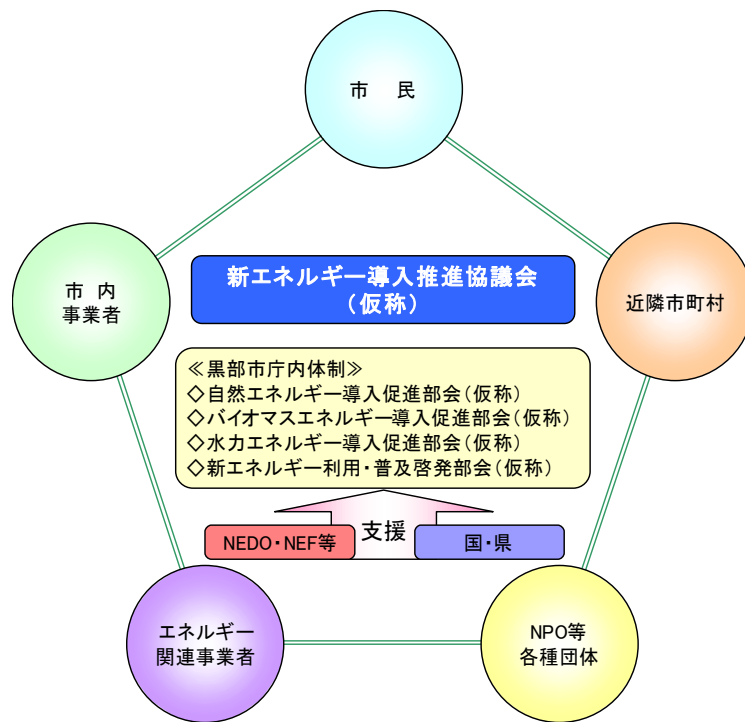 市 民
新エネルギー導入推進協議会
（仮称）
市 内
事業者
近隣市町村
≪黒部市庁内体制≫
◇自然エネルギー導入促進部会（仮称）
◇バイオマスエネルギー導入促進部会（仮称）
◇水力エネルギー導入促進部会（仮称）
◇新エネルギー利用・普及啓発部会（仮称）
支援
NEDO・NEF等
国・県
エネルギー
関連事業者
NPO等
各種団体